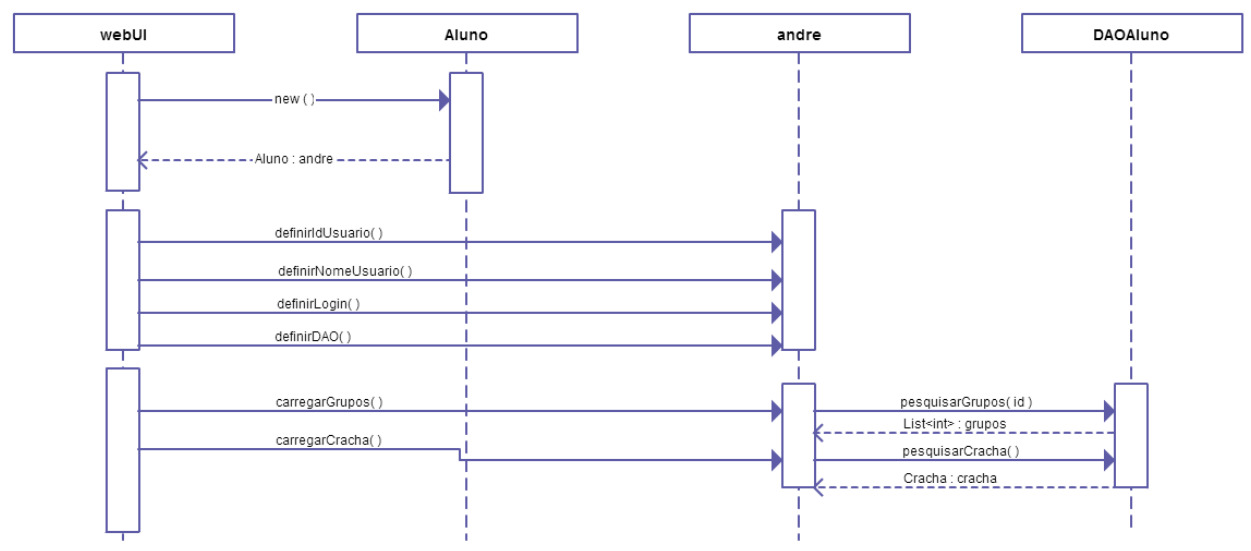 webUI
Aluno
andre
DAOAluno
new ( )
Aluno : andre
definirIdUsuario( )
definirNomeUsuario( )
definirLogin( )
definirDAO( )
carregarGrupos( )
pesquisarGrupos( id )
List<int> : grupos
carregarCracha( )
pesquisarCracha( )
Cracha : cracha